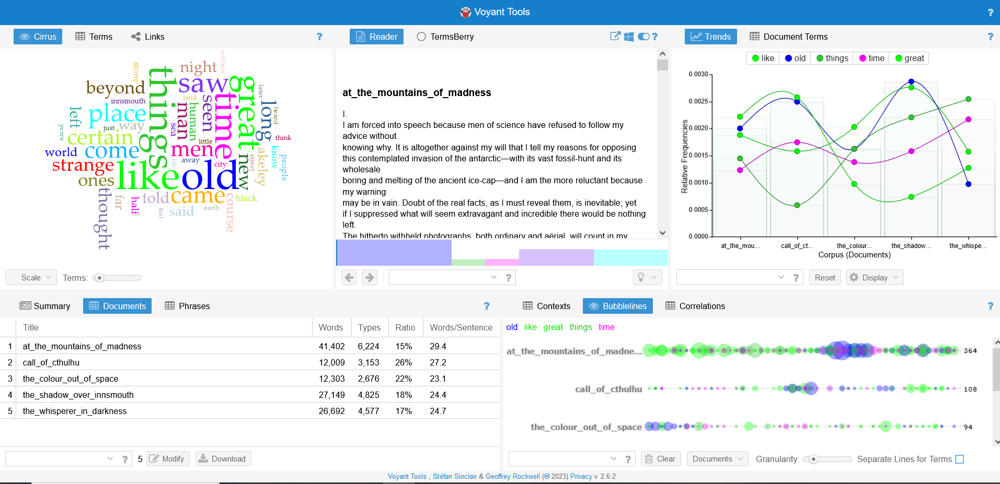 Voyant Tools
?
Cirrus
Terms
Links
?
Reader
TermsBerry
?
Trends
Document Terms
?
arkham
stone
night
things
saw
great
beyond
later
innsmouth
land
seen
time
long
heard
left
place
man
human
years
just
way
sea
certain
little
think
world
come
men
know
people
new
street
akeley
strange
life
away
city
like
old
ones
thought
far
half
told
came
course
black
feet
said
earth
at_the_mountains_of_madness
I.
I am forced into speech because men of science have refused to follow my
advice without
knowing why. It is altogether against my will that I tell my reasons for opposing
this contemplated invasion of the antarctic—with its vast fossil-hunt and its
wholesale
boring and melting of the ancient ice-cap—and I am the more reluctant because
my warning
may be in vain. Doubt of the real facts, as I must reveal them, is inevitable; yet
if I suppressed what will seem extravagant and incredible there would be nothing
left.
The hitherto withheld photographs, both ordinary and aërial, will count in my
like
old
things
time
great
Relative Frequencies
0.0030
0.0025
0.0020
0.0015
0.0010
0.0005
0.0000
at_the_mou...
call_of_ct...
the_colour...
the_shadow...
the_whispe...
Corpus (Documents)
Scale
Terms:
?
?
Reset
Display
Summary
Documents
Phrases
?
Title Words Types Ratio Words/Sentence
1 at_the_mountains_of_madness 41,402 6,224 15% 29.4
2 call_of_cthulhu 12,009 3,153 26% 27.2
3 the_colour_out_of_space 12,303 2,676 22% 23.1
4 the_shadow_over_innsmouth 27,149 4,825 18% 24.4
5 the_whisperer_in_darkness 26,692 4,577 17% 24.7
? 5 Modify Download
Contexts
Bubblelines
Correlations
?
old like great things time
at_the_mountains_of_madne... 364
call_of_cthulhu 108
the_colour_out_of_space 94
? Clear Documents Granularity: Separate Lines for Terms
Voyant Tools , Stéfan Sinclair & Geoffrey Rockwell (🅭 2023) Privacy v. 2.6.2